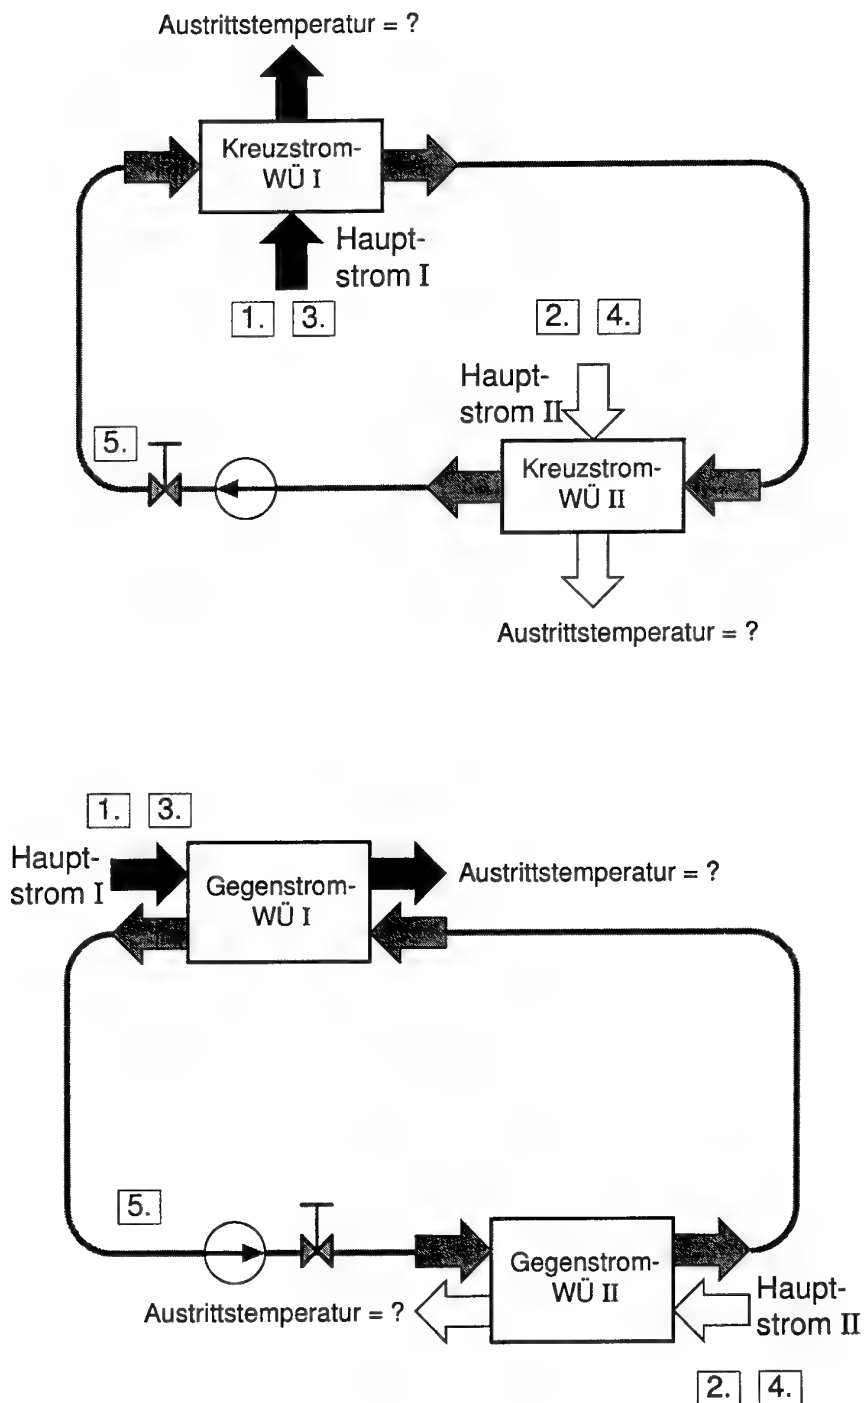 Austrittstemperatur = ?
Kreuzstrom-
WÜ I
Haupt-
strom I
1. 3.
2. 4.
Haupt-
strom II
5.
Kreuzstrom-
WÜ II
Austrittstemperatur = ?
1. 3.
Haupt-
strom I
Gegenstrom-
WÜ I
Austrittstemperatur = ?
5.
Gegenstrom-
WÜ II
Austrittstemperatur = ?
Haupt-
strom II
2. 4.